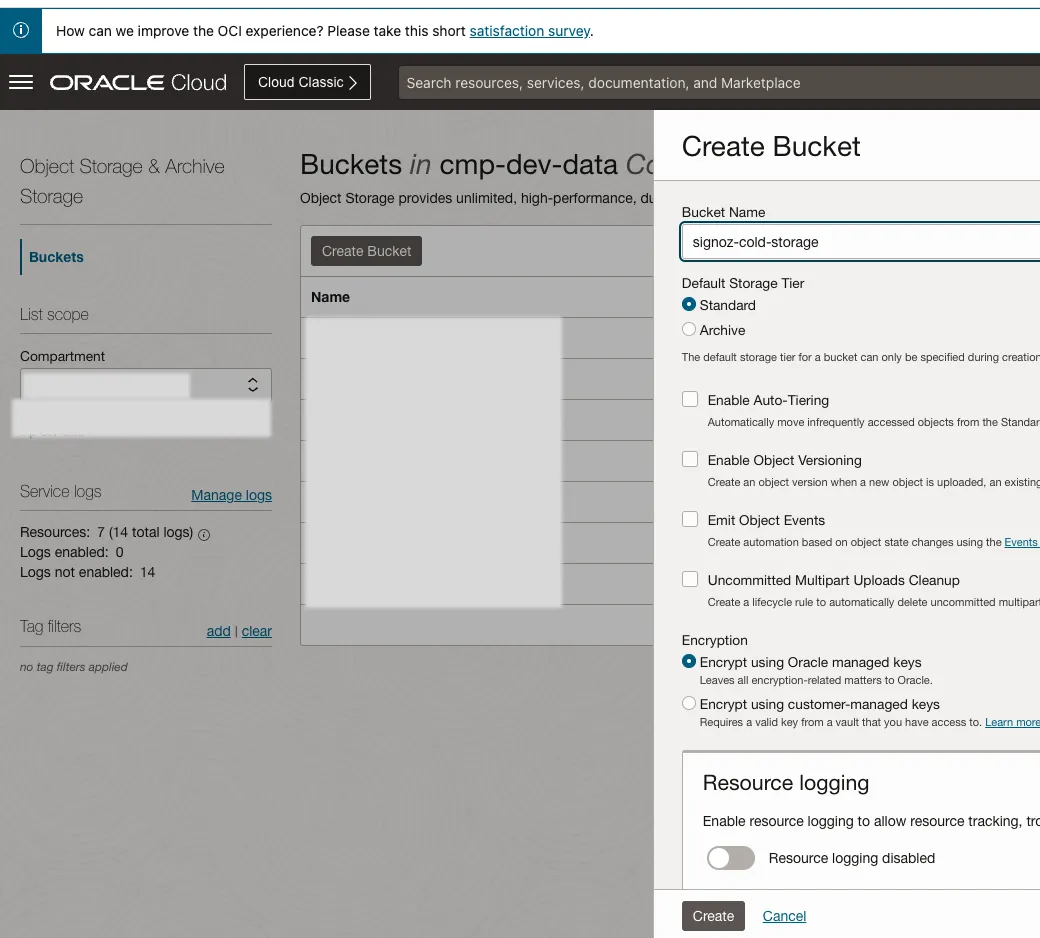 How can we improve the OCI experience? Please take this short satisfaction survey.
ORACLE Cloud
Cloud Classic
Search resources, services, documentation, and Marketplace
Object Storage & Archive
Storage
Buckets
List scope
Compartment
Service logs
Manage logs
Resources: 7 (14 total logs)
Logs enabled: 0
Logs not enabled: 14
Tag filters
add | clear
no tag filters applied
Buckets in cmp-dev-data Co
Object Storage provides unlimited, high-performance, du
Create Bucket
Name
Create Bucket
Bucket Name
signoz-cold-storage
Default Storage Tier
Standard
Archive
The default storage tier for a bucket can only be specified during creation
Enable Auto-Tiering
Automatically move infrequently accessed objects from the Standar
Enable Object Versioning
Create an object version when a new object is uploaded, an existing
Emit Object Events
Create automation based on object state changes using the Events
Uncommitted Multipart Uploads Cleanup
Create a lifecycle rule to automatically delete uncommitted multipart
Encryption
Encrypt using Oracle managed keys
Leaves all encryption-related matters to Oracle.
Encrypt using customer-managed keys
Requires a valid key from a vault that you have access to. Learn more
Resource logging
Enable resource logging to allow resource tracking, tro
Resource logging disabled
Create
Cancel